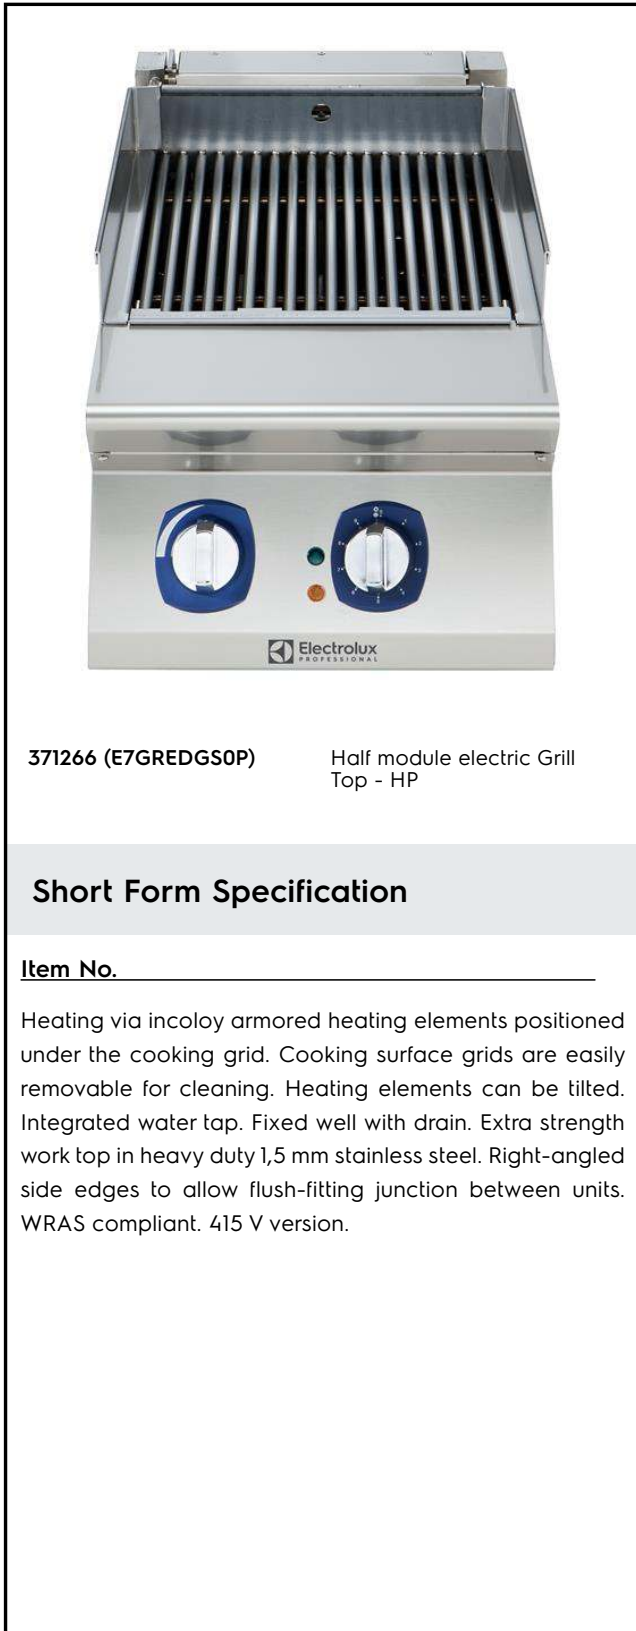 Electrolux
PROFESSIONAL
371266 (E7GREDGS0P)
Half module electric Grill
Top - HP
Short Form Specification
Item No.
Heating via incoloy armored heating elements positioned
under the cooking grid. Cooking surface grids are easily
removable for cleaning. Heating elements can be tilted.
Integrated water tap. Fixed well with drain. Extra strength
work top in heavy duty 1,5 mm stainless steel. Right-angled
side edges to allow flush-fitting junction between units.
WRAS compliant. 415 V version.